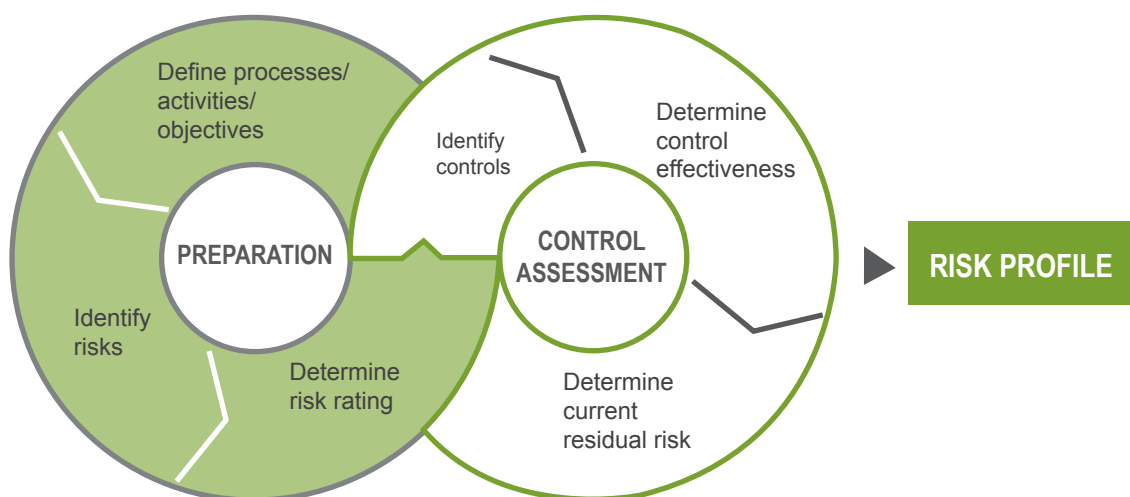 Define processes/
activities/
objectives
PREPARATION
Identify
risks
Determine
risk rating
Identify
controls
Determine
control
effectiveness
CONTROL
ASSESSMENT
Determine
current
residual risk
RISK PROFILE